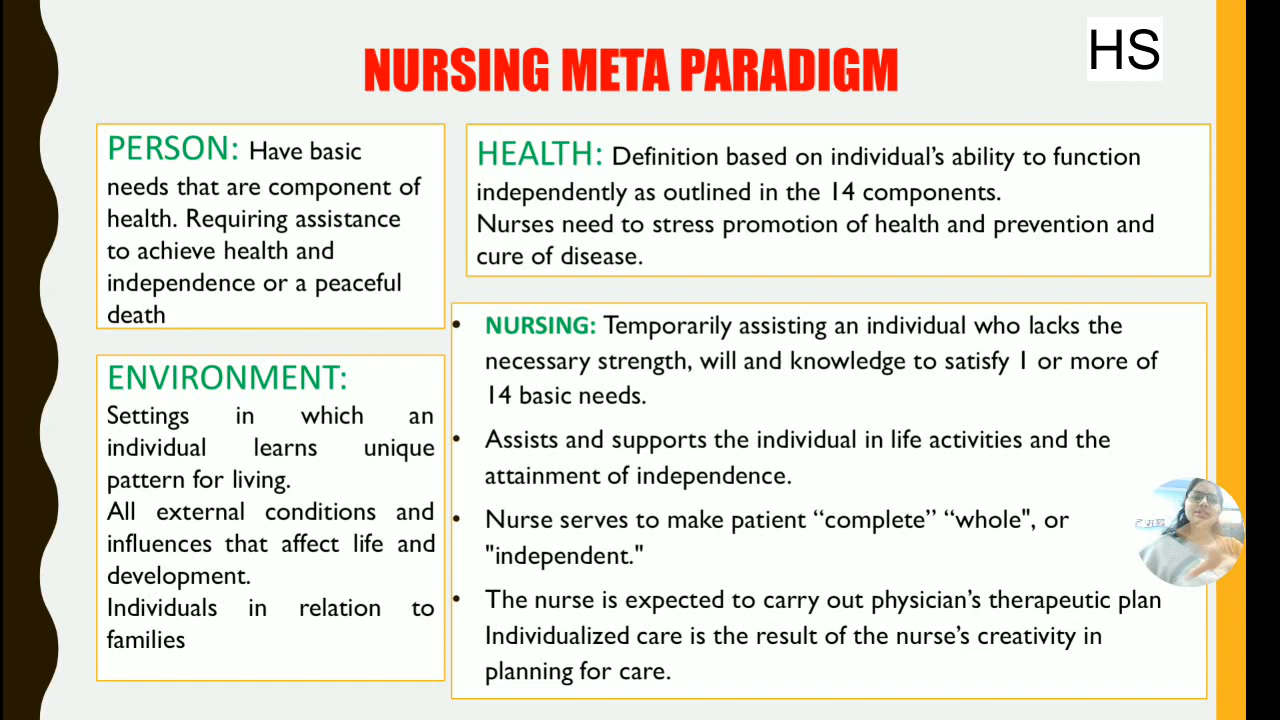 HS
NURSING META PARADIGM
PERSON: Have basic
needs that are component of
health. Requiring assistance
to achieve health and
independence or a peaceful
death
HEALTH: Definition based on individual's ability to function
independently as outlined in the 14 components.
Nurses need to stress promotion of health and prevention and
cure of disease.
ENVIRONMENT:
Settings in which an
individual learns unique
pattern for living.
All external conditions and
influences that affect life and
development.
Individuals in relation to
families
• NURSING: Temporarily assisting an individual who lacks the
necessary strength, will and knowledge to satisfy 1 or more of
14 basic needs.
• Assists and supports the individual in life activities and the
attainment of independence.
• Nurse serves to make patient “complete” “whole", or
"independent."
• The nurse is expected to carry out physician’s therapeutic plan
Individualized care is the result of the nurse’s creativity in
planning for care.